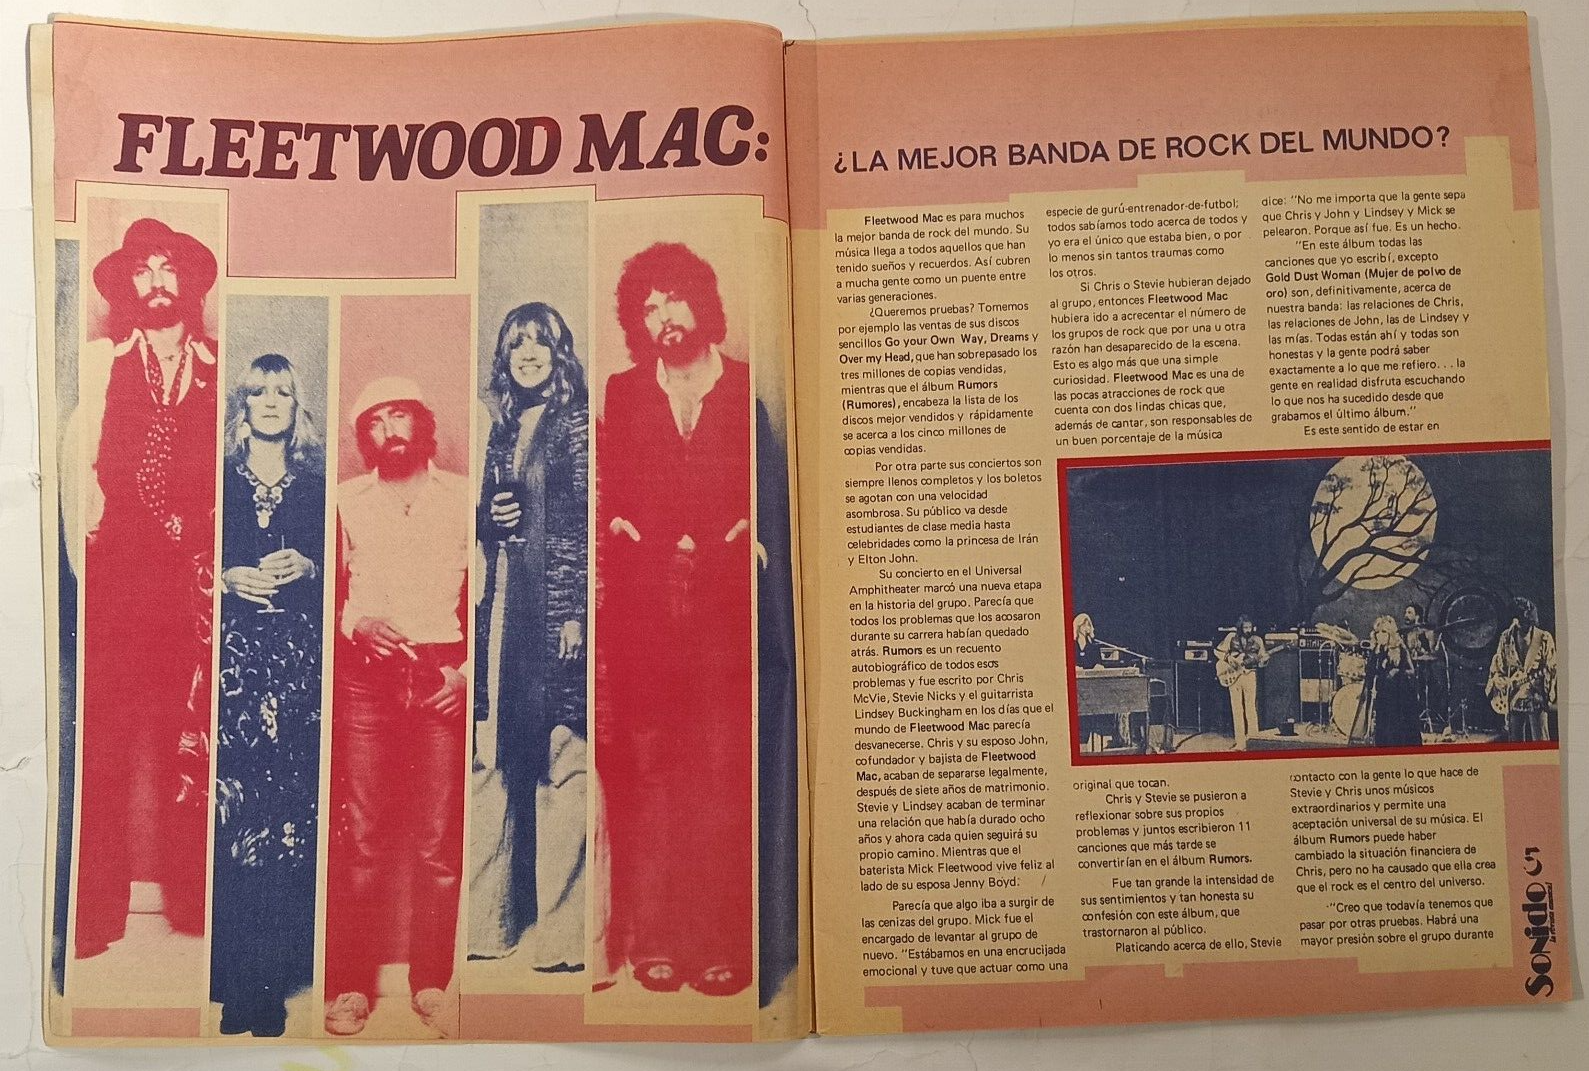 FLEETWOOD MAC:
¿LA MEJOR BANDA DE ROCK DEL MUNDO?
Fleetwood Mac es para muchos
la mejor banda de rock del mundo. Su
música llega a todos aquellos que han
tenido sueños y recuerdos. Así cubren
a mucha gente como un puente entre
varias generaciones.
¿Queremos pruebas? Tomemos
por ejemplo las ventas de sus discos
sencillos Go your Own Way, Dreams y
Over my Head, que han sobrepasado los
tres millones de copias vendidas,
mientras que el álbum Rumors
(Rumores), encabeza la lista de los
discos mejor vendidos y rápidamente
se acerca a los cinco millones de
copias vendidas.
Por otra parte sus conciertos son
siempre llenos completos y los boletos
se agotan con una velocidad
asombrosa. Su público va desde
estudiantes de clase media hasta
celebridades como la princesa de Irán
y Elton John.
Su concierto en el Universal
Amphitheater marcó una nueva etapa
en la historia del grupo. Parecía que
todos los problemas que los acosaron
durante su carrera habían quedado
atrás. Rumors es un recuento
autobiográfico de todos esos
problemas y fue escrito por Chris
McVie, Stevie Nicks y el guitarrista
Lindsey Buckingham en los días que el
mundo de Fleetwood Mac parecía
desvanecerse. Chris y su esposo John,
cofundador y bajista de Fleetwood
Mac, acaban de separarse legalmente,
después de siete años de matrimonio.
Stevie y Lindsey acaban de terminar
una relación que había durado ocho
años y ahora cada quien seguirá su
propio camino. Mientras que el
baterista Mick Fleetwood vive feliz al
lado de su esposa Jenny Boyd.
Parecía que algo iba a surgir de
las cenizas del grupo. Mick fue el
encargado de levantar al grupo de
nuevo. "Estábamos en una encrucijada
emocional y tuve que actuar como una
especie de gurú-entrenador-de-futbol;
todos sabíamos todo acerca de todos y
yo era el único que estaba bien, o por
lo menos sin tantos traumas como
los otros.
Si Chris o Stevie hubieran dejado
al grupo, entonces Fleetwood Mac
hubiera ido a acrecentar el número de
los grupos de rock que por una u otra
razón han desaparecido de la escena.
Esto es algo más que una simple
curiosidad. Fleetwood Mac es una de
las pocas atracciones de rock que
cuenta con dos lindas chicas que,
además de cantar, son responsables de
un buen porcentaje de la música
original que tocan.
Chris y Stevie se pusieron a
reflexionar sobre sus propios
problemas y juntos escribieron 11
canciones que más tarde se
convertirían en el álbum Rumors.
Fue tan grande la intensidad de
sus sentimientos y tan honesta su
confesión con este álbum, que
trastornaron al público.
Platicando acerca de ello, Stevie
dice: "No me importa que la gente sepa
que Chris y John y Lindsey y Mick se
pelearon. Porque así fue. Es un hecho.
"En este álbum todas las
canciones que yo escribí, excepto
Gold Dust Woman (Mujer de polvo de
oro) son, definitivamente, acerca de
nuestra banda: las relaciones de Chris,
las relaciones de John, las de Lindsey y
las mías. Todas están ahí y todas son
honestas y la gente podrá saber
exactamente a lo que me refiero. . . la
gente en realidad disfruta escuchando
lo que nos ha sucedido desde que
grabamos el último álbum."
Es este sentido de estar en
contacto con la gente lo que hace de
Stevie y Chris unos músicos
extraordinarios y permite una
aceptación universal de su música. El
álbum Rumors puede haber
cambiado la situación financiera de
Chris, pero no ha causado que ella crea
que el rock es el centro del universo.
"Creo que todavía tenemos que
pasar por otras pruebas. Habrá una
mayor presión sobre el grupo durante
Sonido